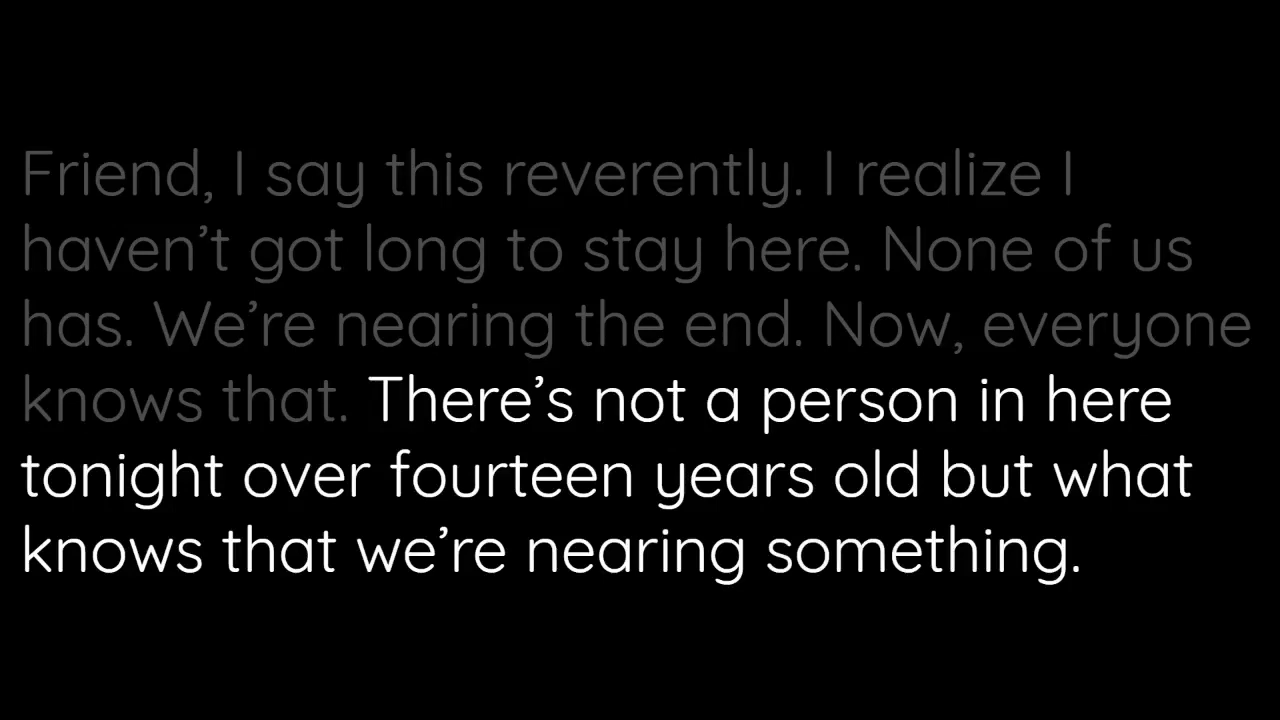 Friend, I say this reverently. I realize I
haven’t got long to stay here. None of us
has. We’re nearing the end. Now, everyone
knows that. There’s not a person in here
tonight over fourteen years old but what
knows that we’re nearing something.